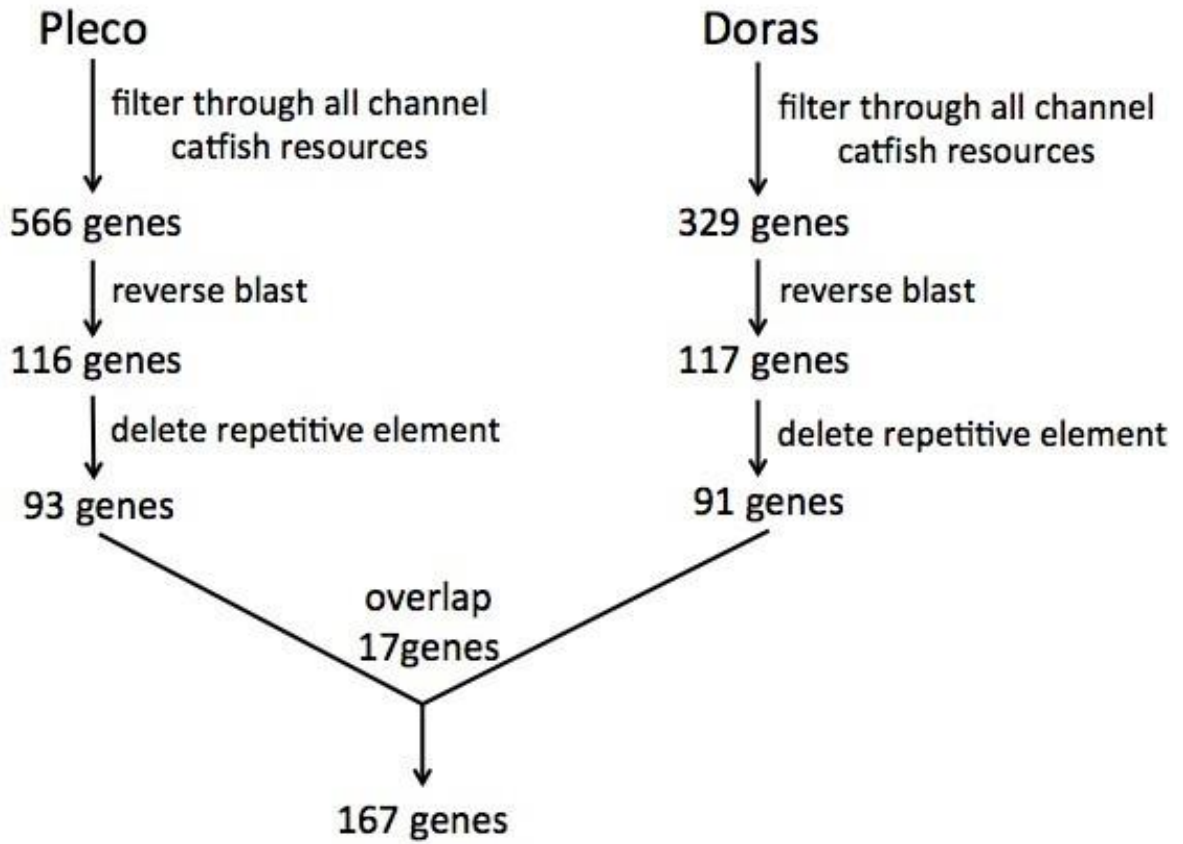 Pleco
Doras
filter through all channel
catfish resources
filter through all channel
catfish resources
566 genes
329 genes
reverse blast
reverse blast
116 genes
117 genes
delete repetitive element
delete repetitive element
93 genes
91 genes
overlap
17genes
167 genes